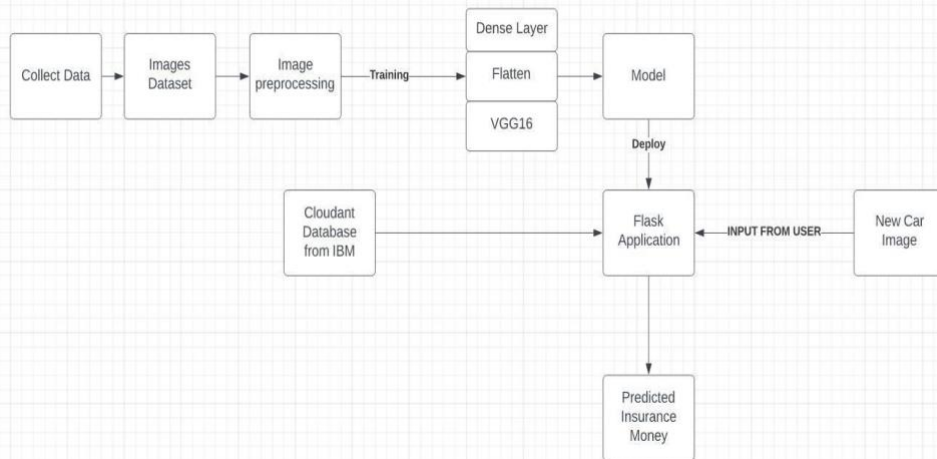 Collect Data
Images
Dataset
Image
preprocessing
Training
Dense Layer
Flatten
VGG16
Model
Deploy
Cloudant
Database
from IBM
Flask
Application
INPUT FROM USER
New Car
Image
Predicted
Insurance
Money